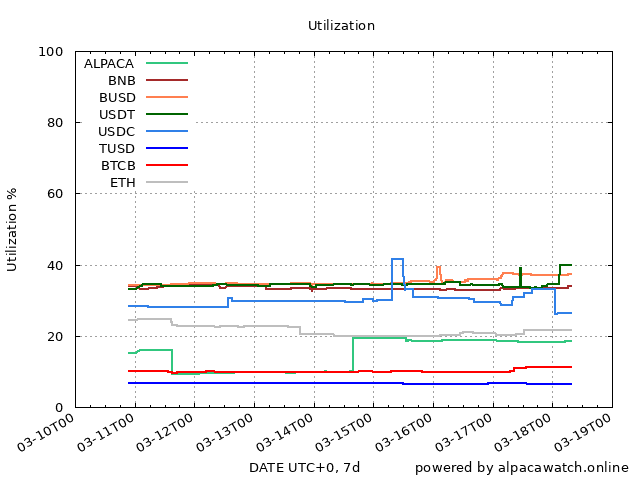 Utilization
100
80
60
40
20
0
Utilization %
ALPACA
BNB
BUSD
USDT
USDC
TUSD
BTCB
ETH
03-10T00
03-11T00
03-12T00
03-13T00
03-14T00
03-15T00
03-16T00
03-17T00
03-18T00
03-19T00
DATE UTC+0, 7d
powered by alpacawatch.online